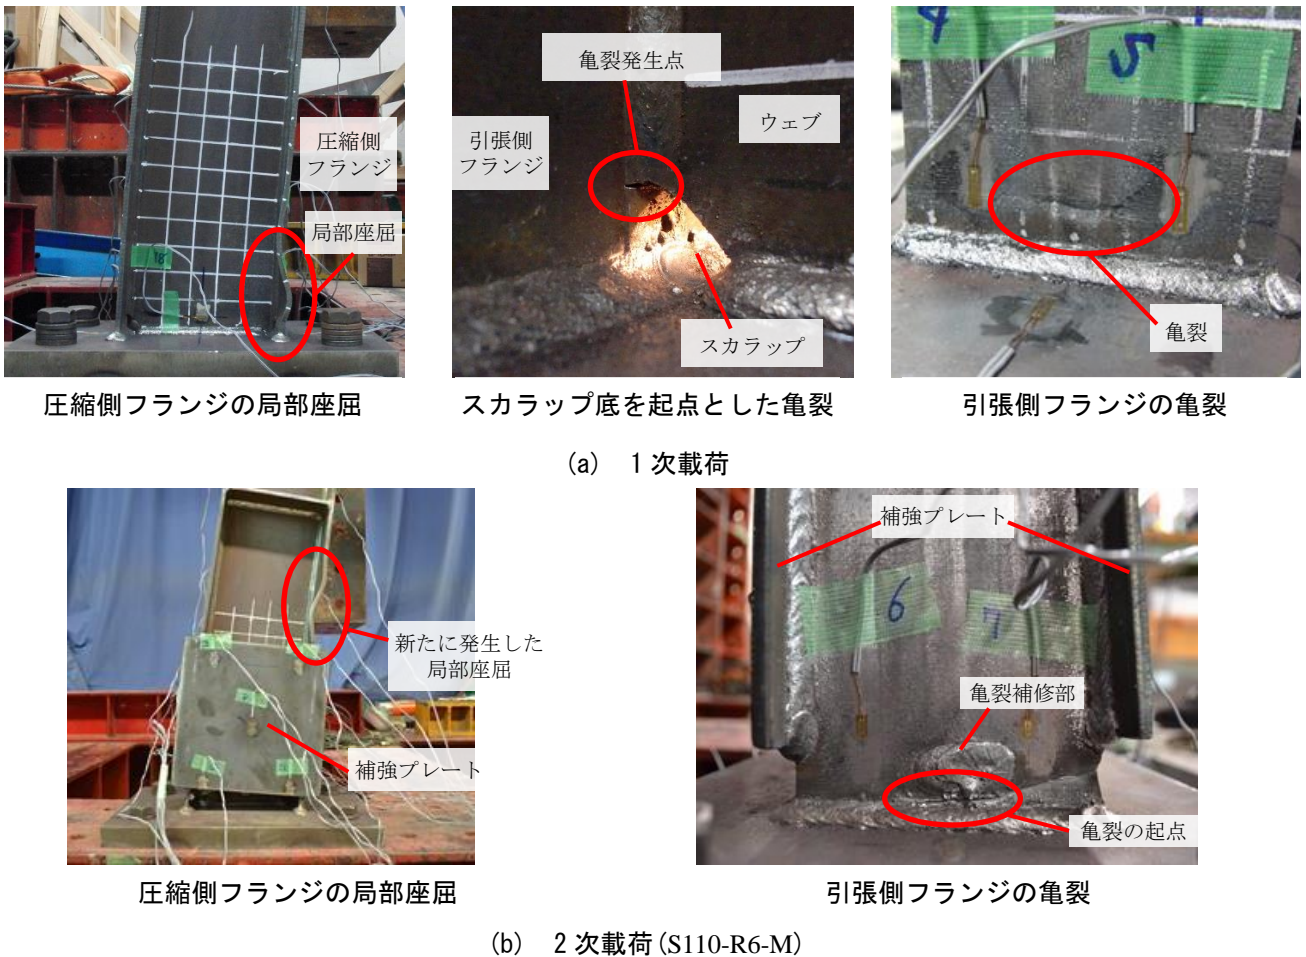 亀裂発生点
引張側
フランジ
ウェブ
スカラップ
圧縮側
フランジ
局部座屈
18
4
5
亀裂
圧縮側フランジの局部座屈
スカラップ底を起点とした亀裂
引張側フランジの亀裂
(a) 1次載荷
新たに発生した
局部座屈
補強プレート
補強プレート
6
7
亀裂補修部
亀裂の起点
圧縮側フランジの局部座屈
引張側フランジの亀裂
(b) 2次載荷(S110-R6-M)